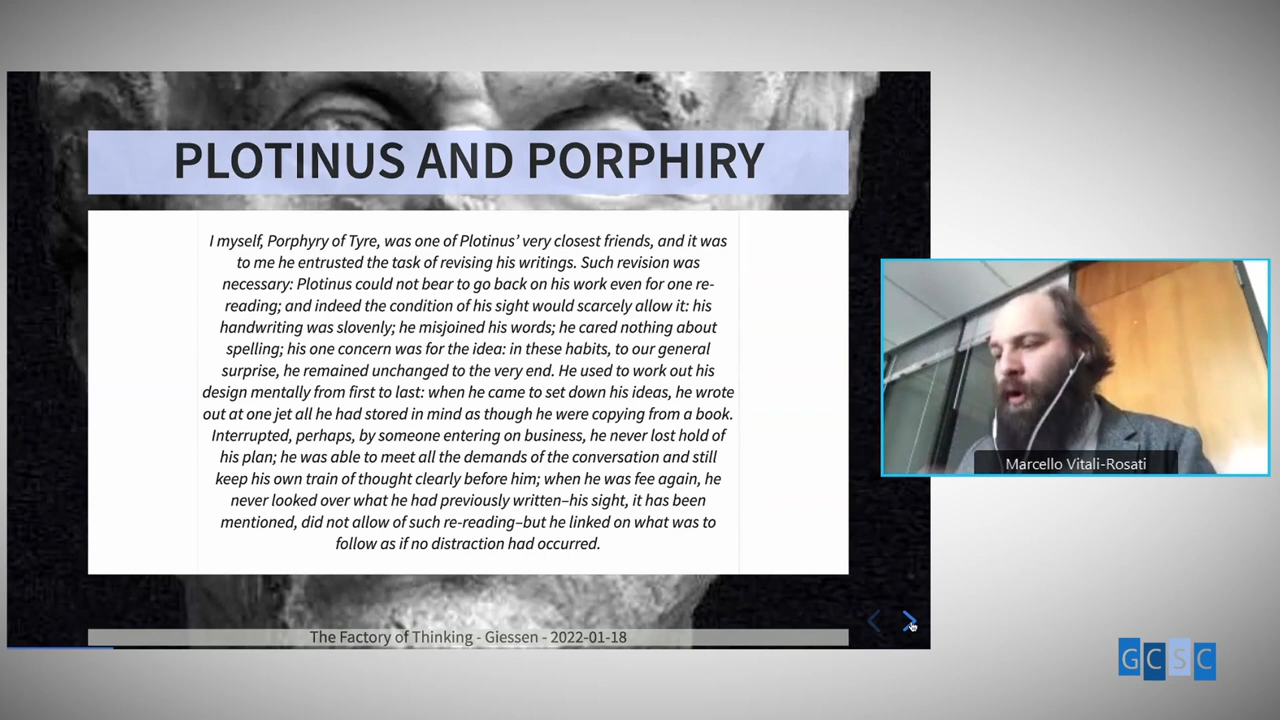 PLOTINUS AND PORPHIRY
I myself, Porphyry of Tyre, was one of Plotinus’ very closest friends, and it was
to me he entrusted the task of revising his writings. Such revision was
necessary: Plotinus could not bear to go back on his work even for one re-
reading; and indeed the condition of his sight would scarcely allow it: his
handwriting was slovenly; he misjoined his words; he cared nothing about
spelling; his one concern was for the idea: in these habits, to our general
surprise, he remained unchanged to the very end. He used to work out his
design mentally from first to last: when he came to set down his ideas, he wrote
out at one jet all he had stored in mind as though he were copying from a book.
Interrupted, perhaps, by someone entering on business, he never lost hold of
his plan; he was able to meet all the demands of the conversation and still
keep his own train of thought clearly before him; when he was fee again, he
never looked over what he had previously written–his sight, it has been
mentioned, did not allow of such re-reading–but he linked on what was to
follow as if no distraction had occurred.
The Factory of Thinking - Giessen - 2022-01-18
Marcello Vitali-Rosati
GCSC